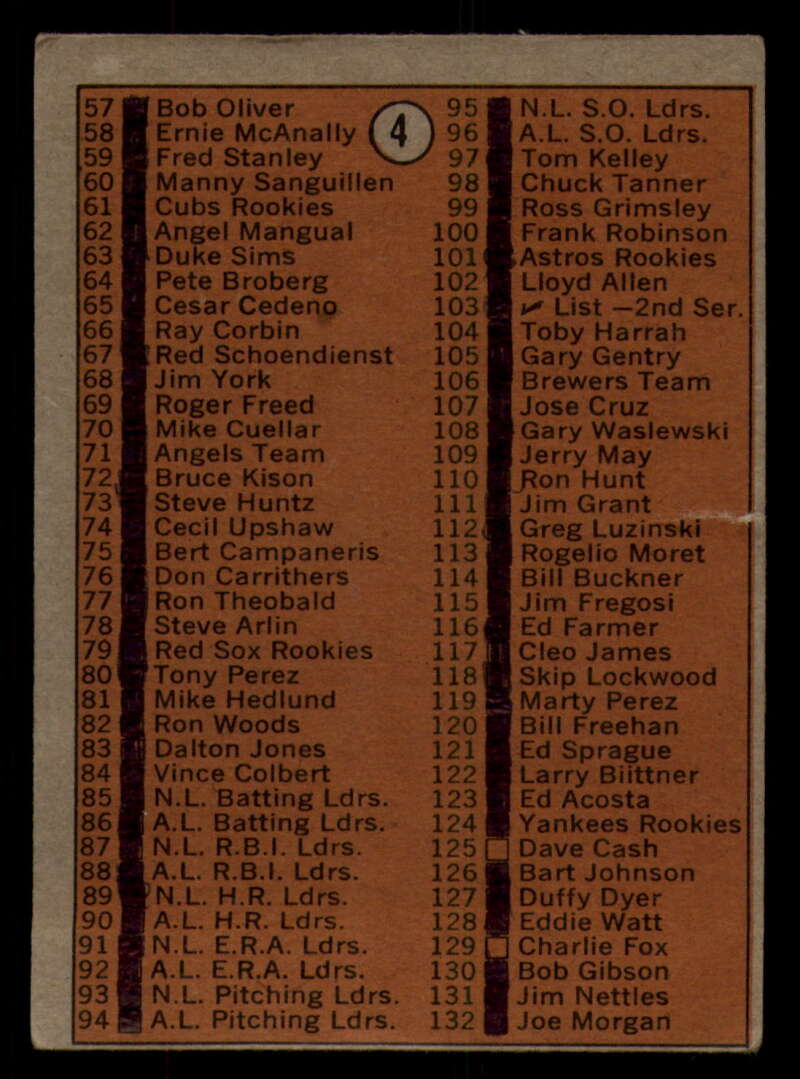 57 Bob Oliver
58 Ernie McAnally
59 Fred Stanley
60 Manny Sanguillen
61 Cubs Rookies
62 Angel Mangual
63 Duke Sims
64 Pete Broberg
65 Cesar Cedeno
66 Ray Corbin
67 Red Schoendienst
68 Jim York
69 Roger Freed
70 Mike Cuellar
71 Angels Team
72 Bruce Kison
73 Steve Huntz
74 Cecil Upshaw
75 Bert Campaneris
76 Don Carrithers
77 Ron Theobald
78 Steve Arlin
79 Red Sox Rookies
80 Tony Perez
81 Mike Hedlund
82 Ron Woods
83 Dalton Jones
84 Vince Colbert
85 N.L. Batting Ldrs.
86 A.L. Batting Ldrs.
87 N.L. R.B.I. Ldrs.
88 A.L. R.B.I. Ldrs.
89 N.L. H.R. Ldrs.
90 A.L. H.R. Ldrs.
91 N.L. E.R.A. Ldrs.
92 A.L. E.R.A. Ldrs.
93 N.L. Pitching Ldrs.
94 A.L. Pitching Ldrs.
4
95 N.L. S.O. Ldrs.
96 A.L. S.O. Ldrs.
97 Tom Kelley
98 Chuck Tanner
99 Ross Grimsley
100 Frank Robinson
101 Astros Rookies
102 Lloyd Allen
103 ✔ List —2nd Ser.
104 Toby Harrah
105 Gary Gentry
106 Brewers Team
107 Jose Cruz
108 Gary Waslewski
109 Jerry May
110 Ron Hunt
111 Jim Grant
112 Greg Luzinski
113 Rogelio Moret
114 Bill Buckner
115 Jim Fregosi
116 Ed Farmer
117 Cleo James
118 Skip Lockwood
119 Marty Perez
120 Bill Freehan
121 Ed Sprague
122 Larry Biittner
123 Ed Acosta
124 Yankees Rookies
125 Dave Cash
126 Bart Johnson
127 Duffy Dyer
128 Eddie Watt
129 Charlie Fox
130 Bob Gibson
131 Jim Nettles
132 Joe Morgan